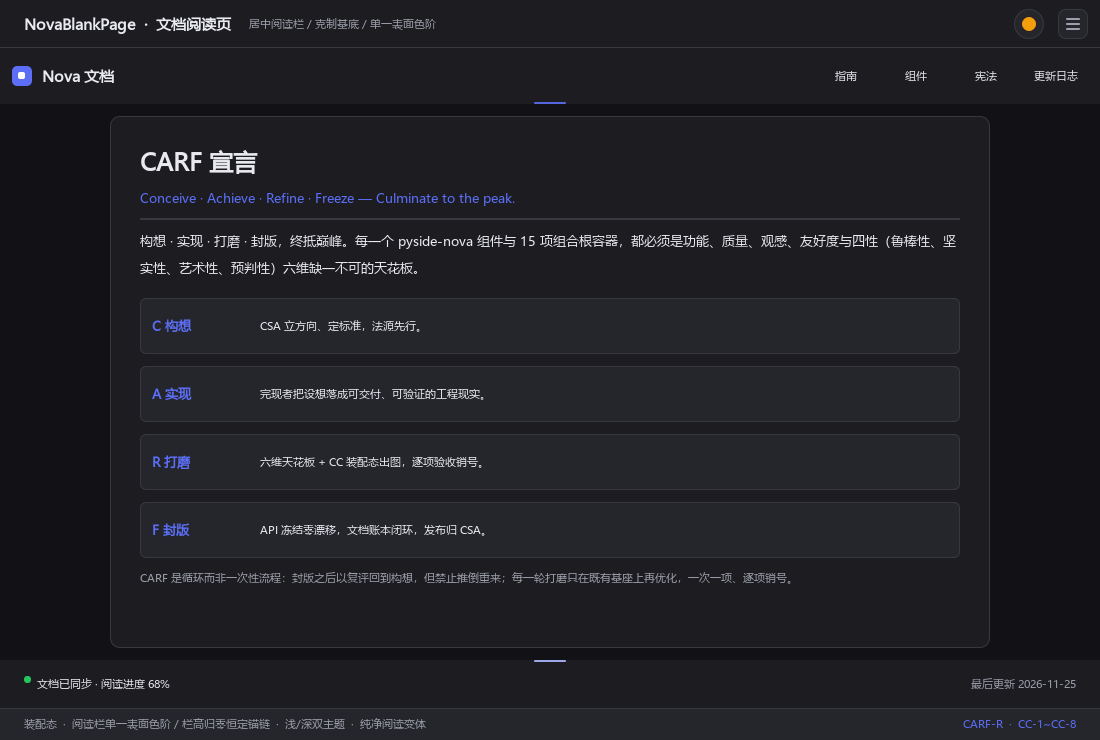 NovaBlankPage · 文档阅读页 居中阅读栏 / 克制基底 / 单一表面色阶
Nova 文档 指南 组件 宪法 更新日志
CARF 宣言
Conceive · Achieve · Refine · Freeze — Culminate to the peak.
构想 · 实现 · 打磨 · 封版，终抵巅峰。每一个 pyside-nova 组件与 15 项组合根容器，都必须是功能、质量、观感、友好度与四性（鲁棒性、坚
实性、艺术性、预判性）六维缺一不可的天花板。
C 构想 CSA 立方向、定标准，法源先行。
A 实现 完现者把设想落成可交付、可验证的工程现实。
R 打磨 六维天花板 + CC 装配态出图，逐项验收销号。
F 封版 API 冻结零漂移，文档账本闭环，发布归 CSA。
CARF 是循环而非一次性流程：封版之后以复评回到构想，但禁止推倒重来；每一轮打磨只在既有基座上再优化，一次一项、逐项销号。
文档已同步 · 阅读进度 68% 最后更新 2026-11-25
装配态 · 阅读栏单一表面色阶 / 栏高归零恒定锚链 · 浅/深双主题 · 纯净阅读变体 CARF-R · CC-1~CC-8